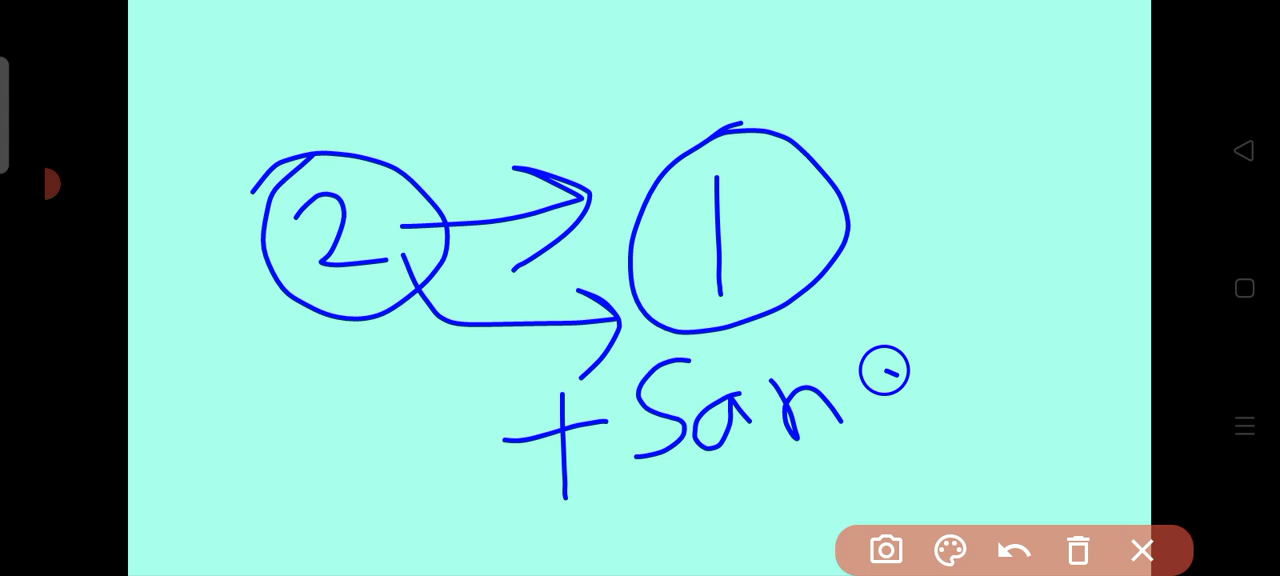 2 → 1
→
+ San